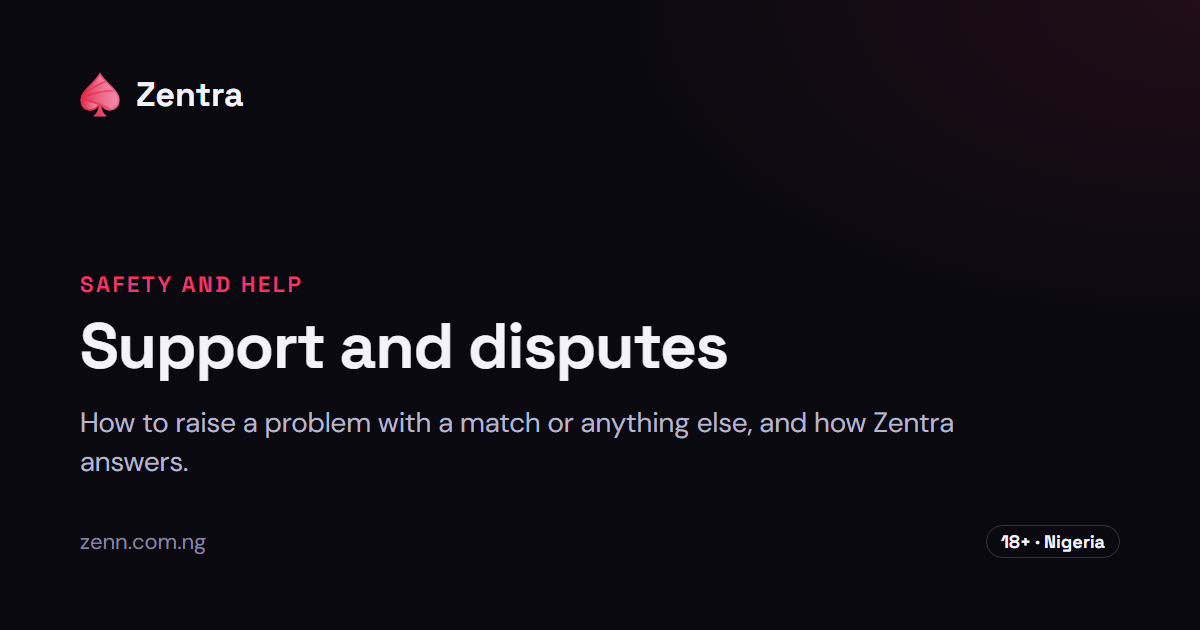 Zentra
SAFETY AND HELP
Support and disputes
How to raise a problem with a match or anything else, and how Zentra
answers.
zenn.com.ng
18+ · Nigeria